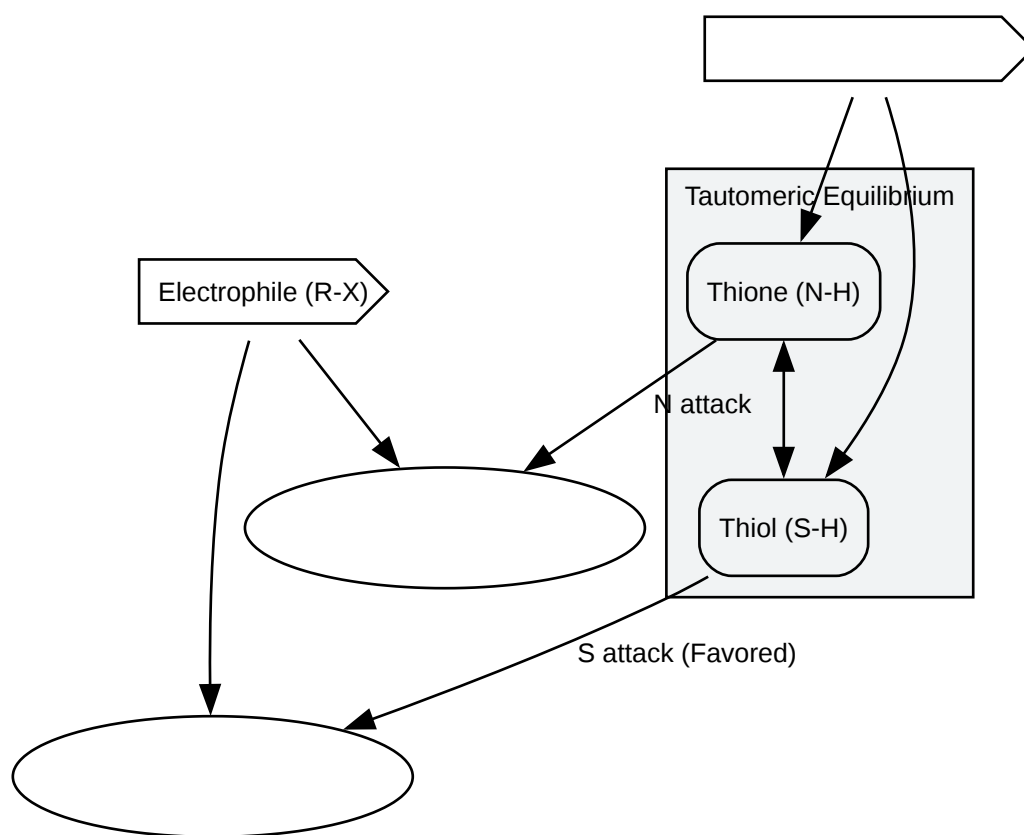 Tautomeric Equilibrium
Electrophile (R-X)
Thione (N-H)
N attack
Thiol (S-H)
S attack (Favored)